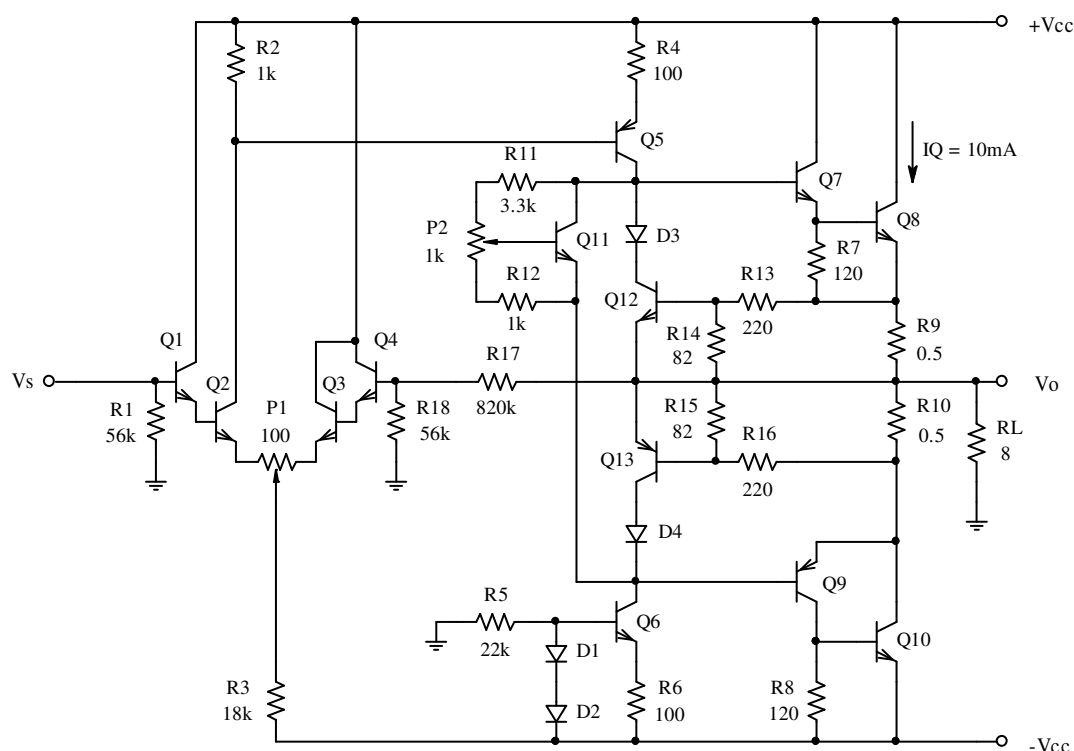 +Vcc
R2
1k
R4
100
Q5
IQ = 10mA
R11
3.3k
Q7
P2
1k
Q11
D3
Q8
R7
120
R12
1k
Q12
R13
220
R14
82
R9
0.5
Q1
Q4
Vs
Q2
Q3
R17
820k
Vo
R1
56k
P1
100
R18
56k
R15
82
R10
0.5
RL
8
Q13
R16
220
D4
R5
22k
Q6
Q9
D1
Q10
R3
18k
D2
R6
100
R8
120
-Vcc